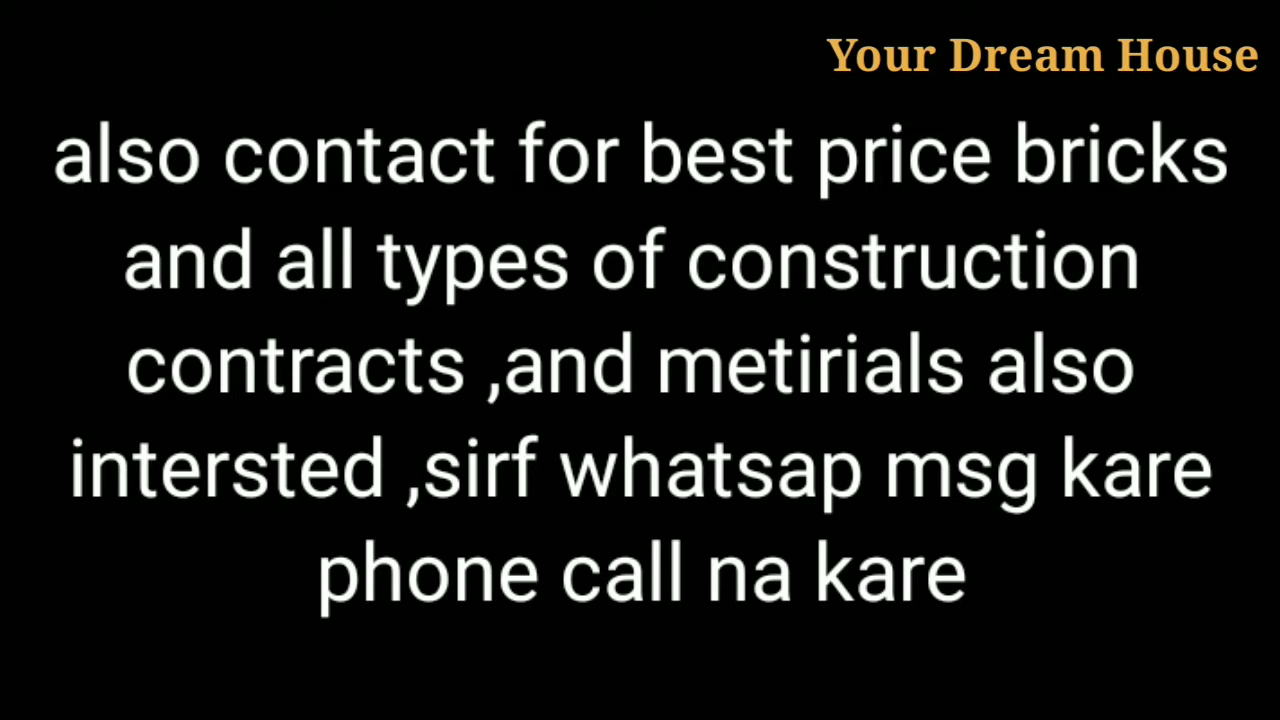 Your Dream House
also contact for best price bricks
and all types of construction
contracts ,and metirials also
intersted ,sirf whatsap msg kare
phone call na kare